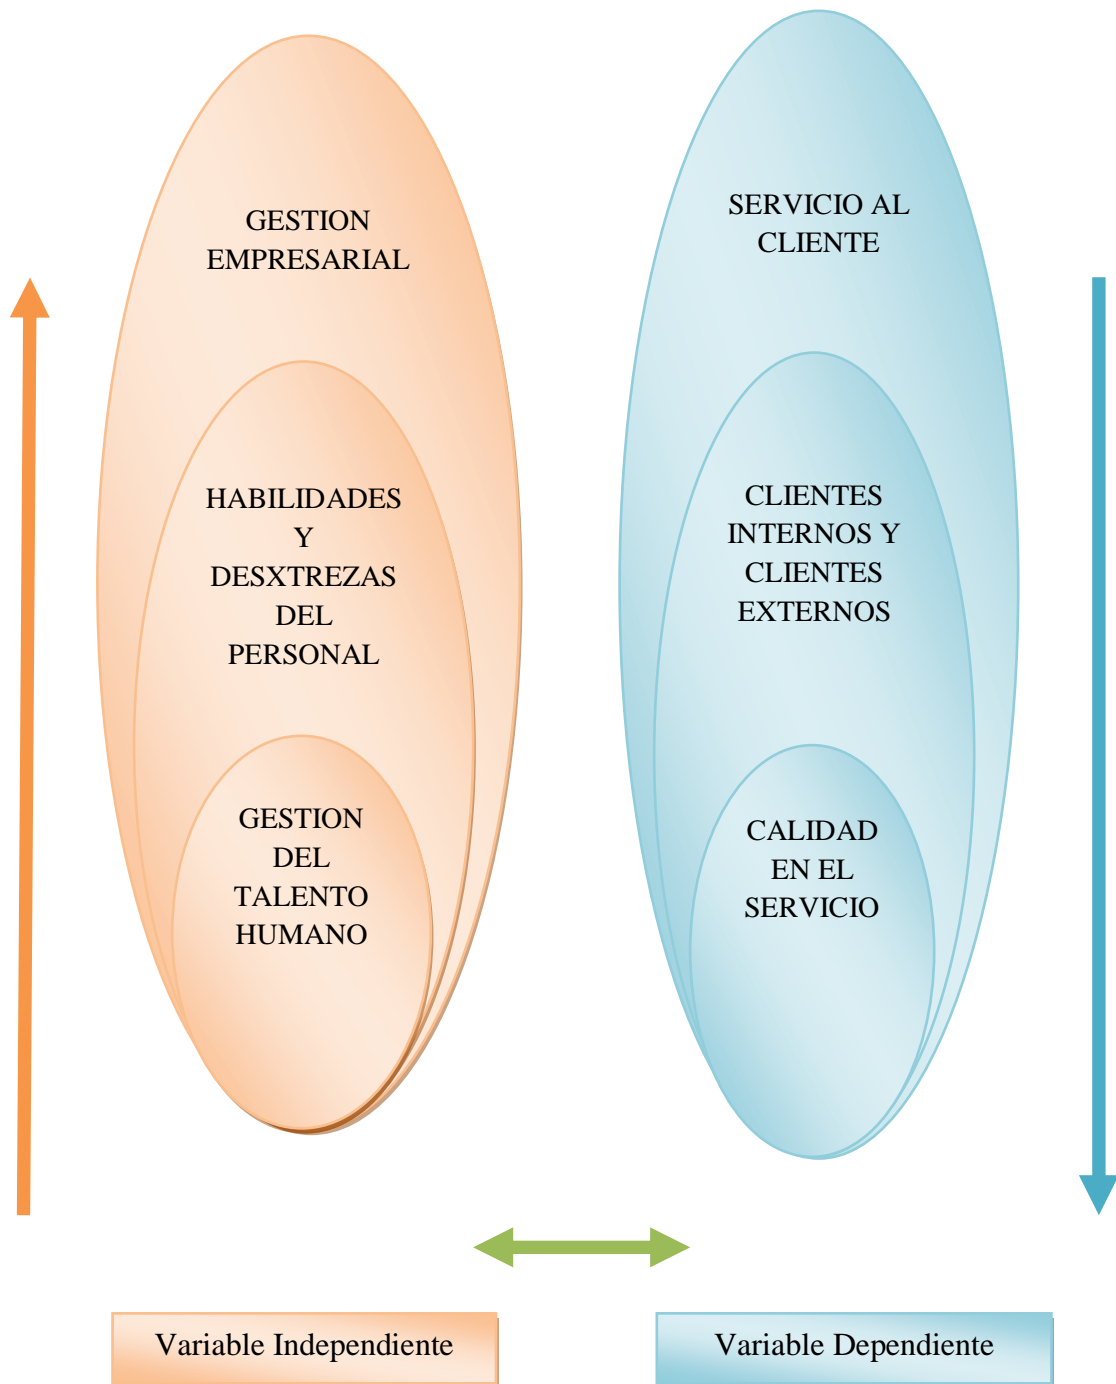 GESTION
EMPRESARIAL
HABILIDADES
Y
DESXTREZAS
DEL
PERSONAL
GESTION
DEL
TALENTO
HUMANO
SERVICIO AL
CLIENTE
CLIENTES
INTERNOS Y
CLIENTES
EXTERNOS
CALIDAD
EN EL
SERVICIO
Variable Independiente
Variable Dependiente